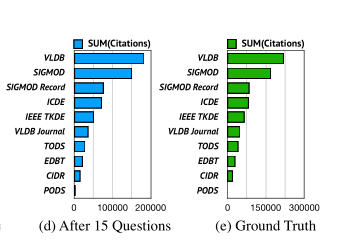 SUM(Citations)
VLDB
SIGMOD
SIGMOD Record
ICDE
IEEE TKDE
VLDB Journal
TODS
EDBT
CIDR
PODS
0 100000 200000
(d) After 15 Questions
SUM(Citations)
VLDB
SIGMOD
SIGMOD Record
ICDE
IEEE TKDE
VLDB Journal
TODS
EDBT
CIDR
PODS
0 150000 300000
(e) Ground Truth